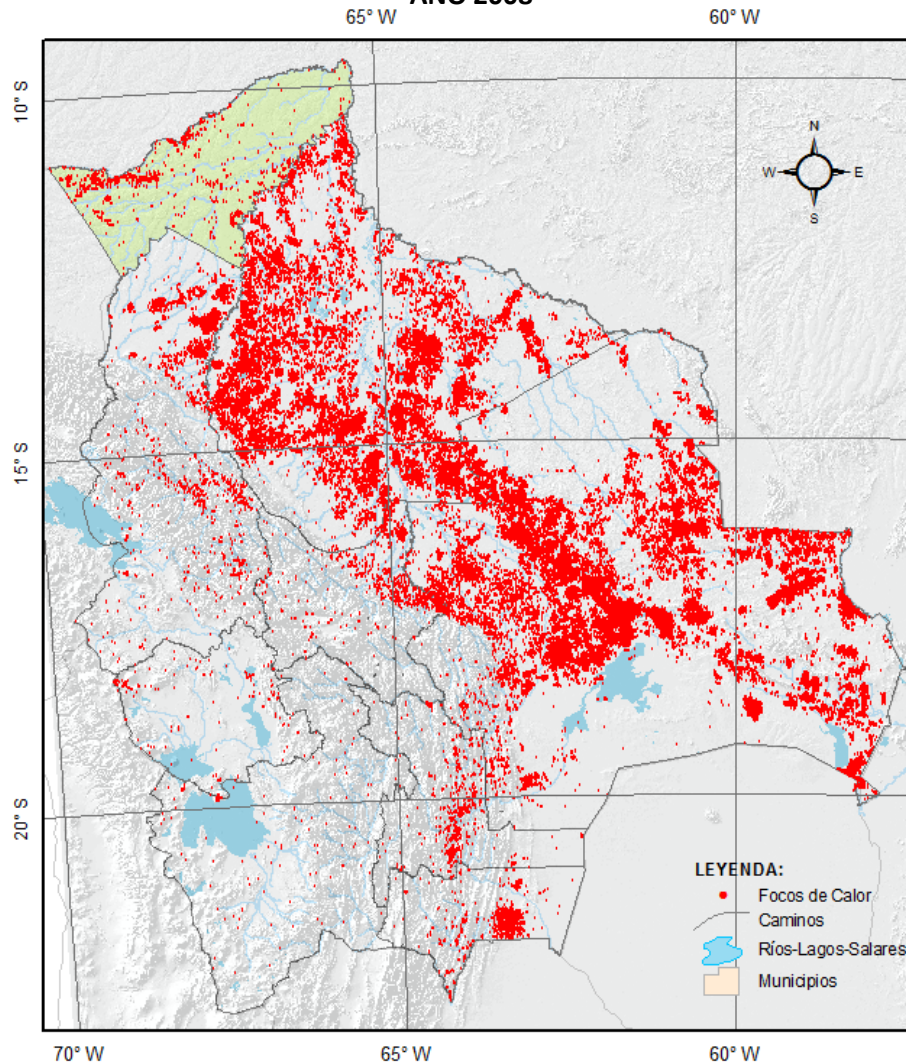 65° W 60° W
10° S
N
W E
S
15° S
20° S
LEYENDA:
Focos de Calor
Caminos
Ríos-Lagos-Salares
Municipios
70° W 65° W 60° W